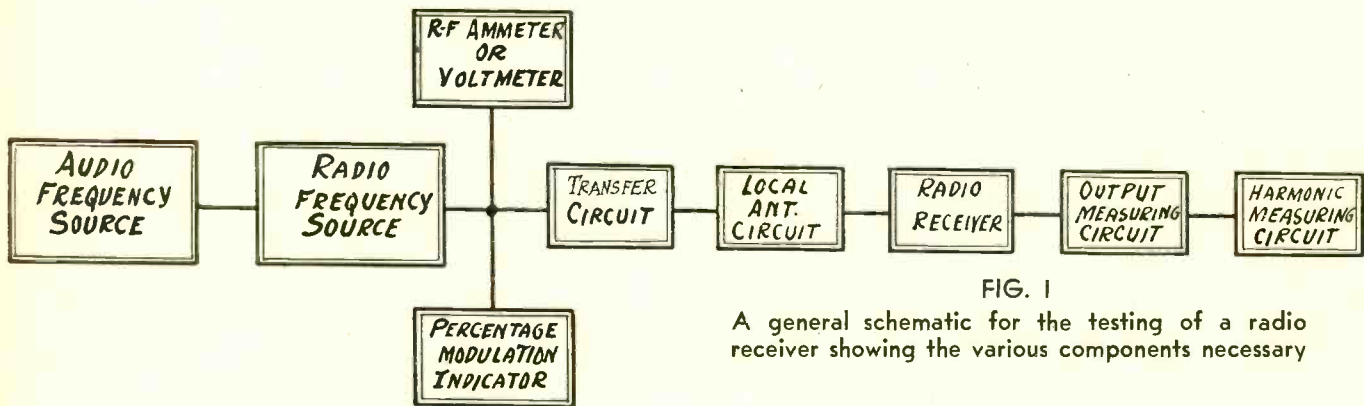 R-F AMMETER
OR
VOLTMETER
AUDIO
FREQUENCY
SOURCE
RADIO
FREQUENCY
SOURCE
TRANSFER
CIRCUIT
LOCAL
ANT.
CIRCUIT
RADIO
RECEIVER
OUTPUT
MEASURING
CIRCUIT
HARMONIC
MEASURING
CIRCUIT
PERCENTAGE
MODULATION
INDICATOR
FIG. I
A general schematic for the testing of a radio
receiver showing the various components necessary